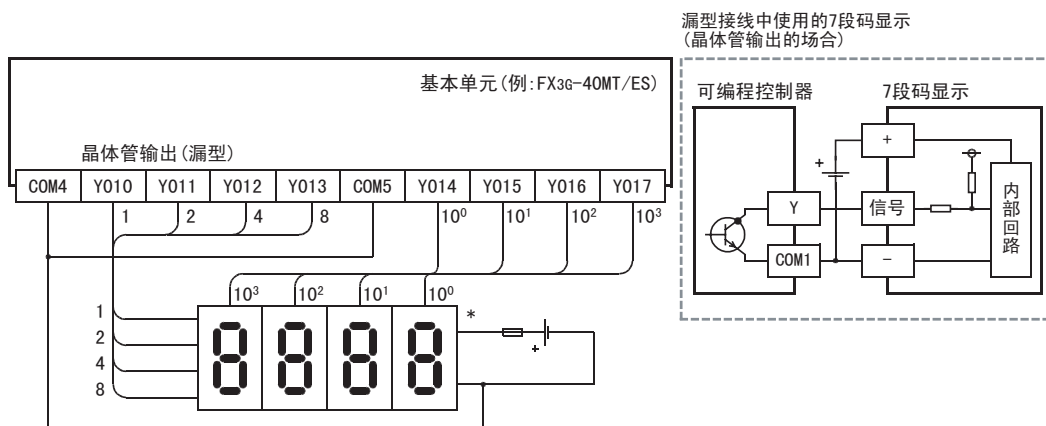 漏型接线中使用的7段码显示
(晶体管输出的场合)
基本单元(例:FX3G-40MT/ES)
晶体管输出(漏型)
COM4 Y010 Y011 Y012 Y013 COM5 Y014 Y015 Y016 Y017
1 2 4 8 10⁰ 10¹ 10² 10³
10³ 10² 10¹ 10⁰
*
1
2
4
8
+
可编程控制器 7段码显示
+
+
Y 信号
内部回路
COM1 -